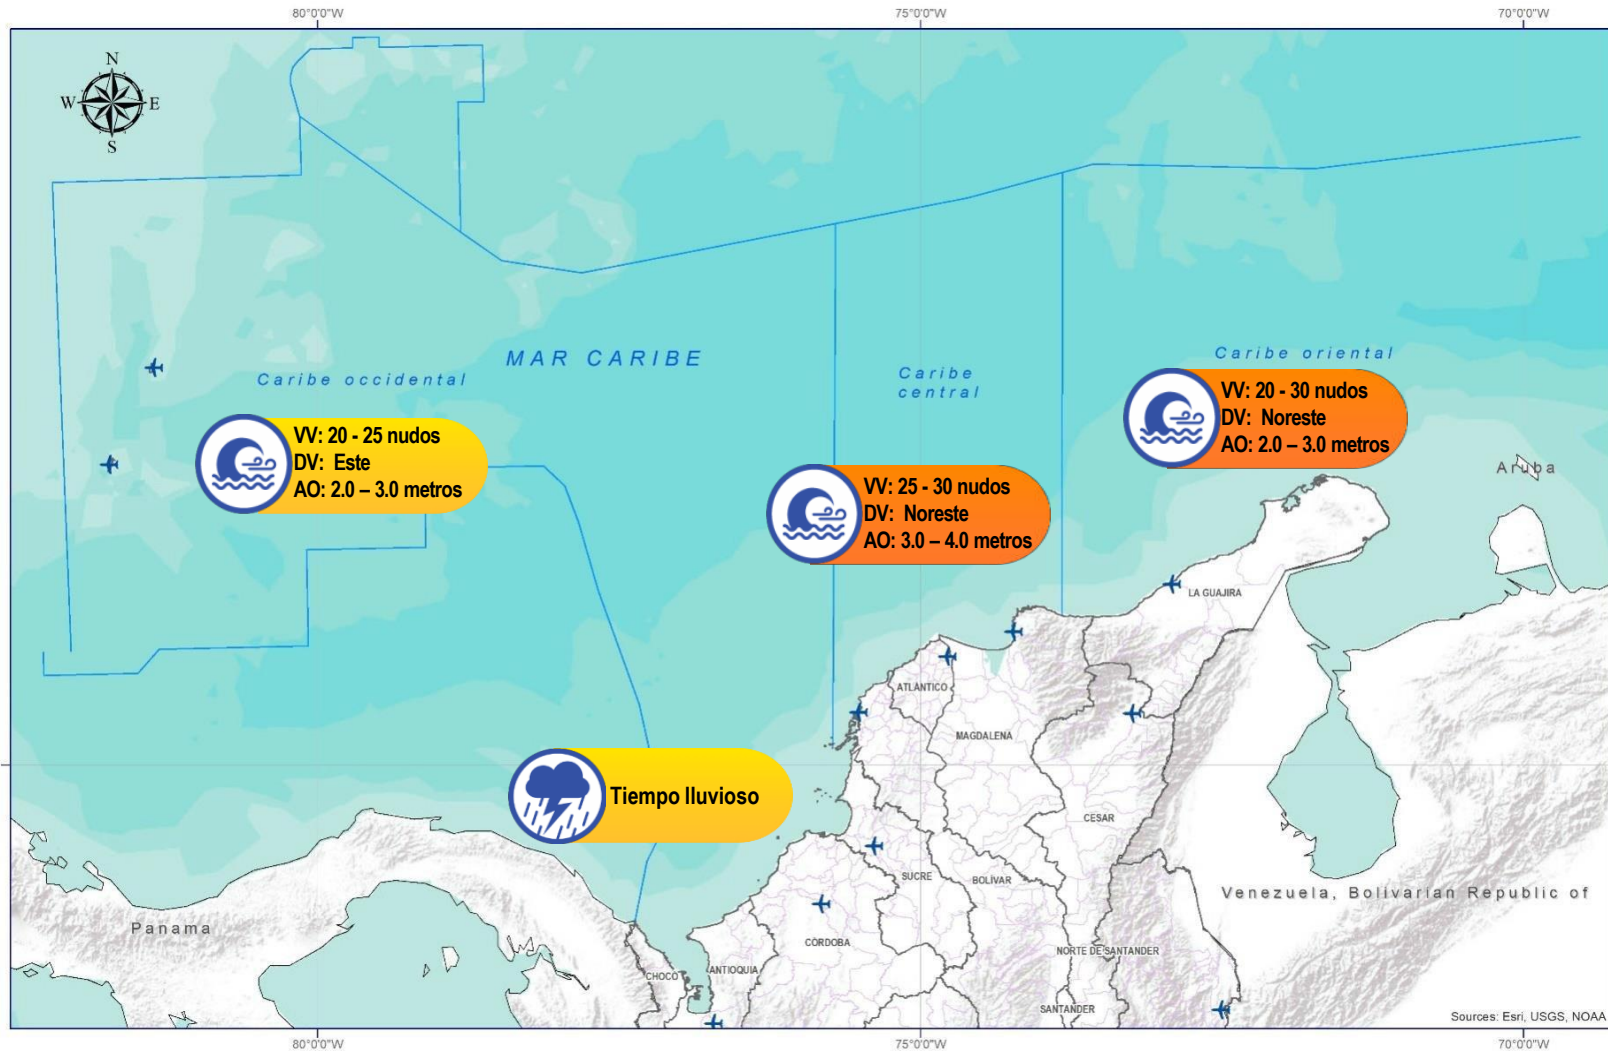 80°0'0"W
75°0'0"W
70°0'0"W
N
W
E
S
MAR CARIBE
Caribe occidental
Caribe
central
Caribe oriental
VV: 20 - 25 nudos
DV: Este
AO: 2.0 – 3.0 metros
VV: 25 - 30 nudos
DV: Noreste
AO: 3.0 – 4.0 metros
VV: 20 - 30 nudos
DV: Noreste
AO: 2.0 – 3.0 metros
Aruba
LA GUAJIRA
ATLÁNTICO
MAGDALENA
Tiempo lluvioso
CESAR
SUCRE
BOLÍVAR
Venezuela, Bolivarian Republic of
Panama
CÓRDOBA
NORTE DE SANTANDER
CHOCÓ
ANTIOQUIA
SANTANDER
Sources: Esri, USGS, NOAA
80°0'0"W
75°0'0"W
70°0'0"W